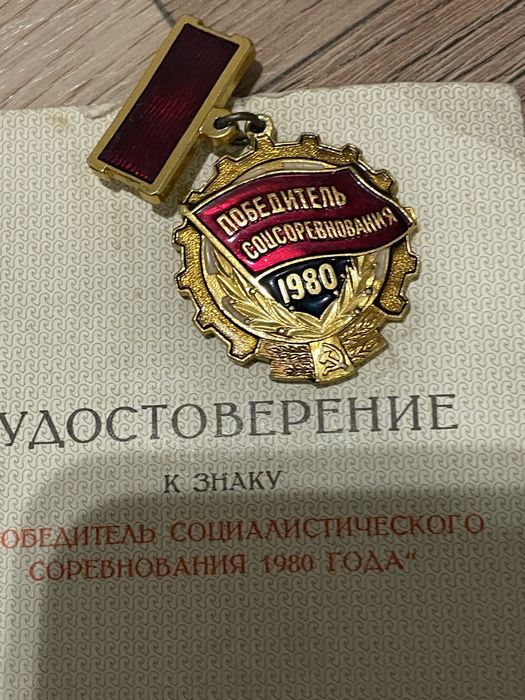 ПОБЕДИТЕЛЬ
СОЦСОРЕВНОВАНИЯ
1980
УДОСТОВЕРЕНИЕ
К ЗНАКУ
ОБЕДИТЕЛЬ СОЦИАЛИСТИЧЕСКОГО
СОРЕВНОВАНИЯ 1980 ГОДА“